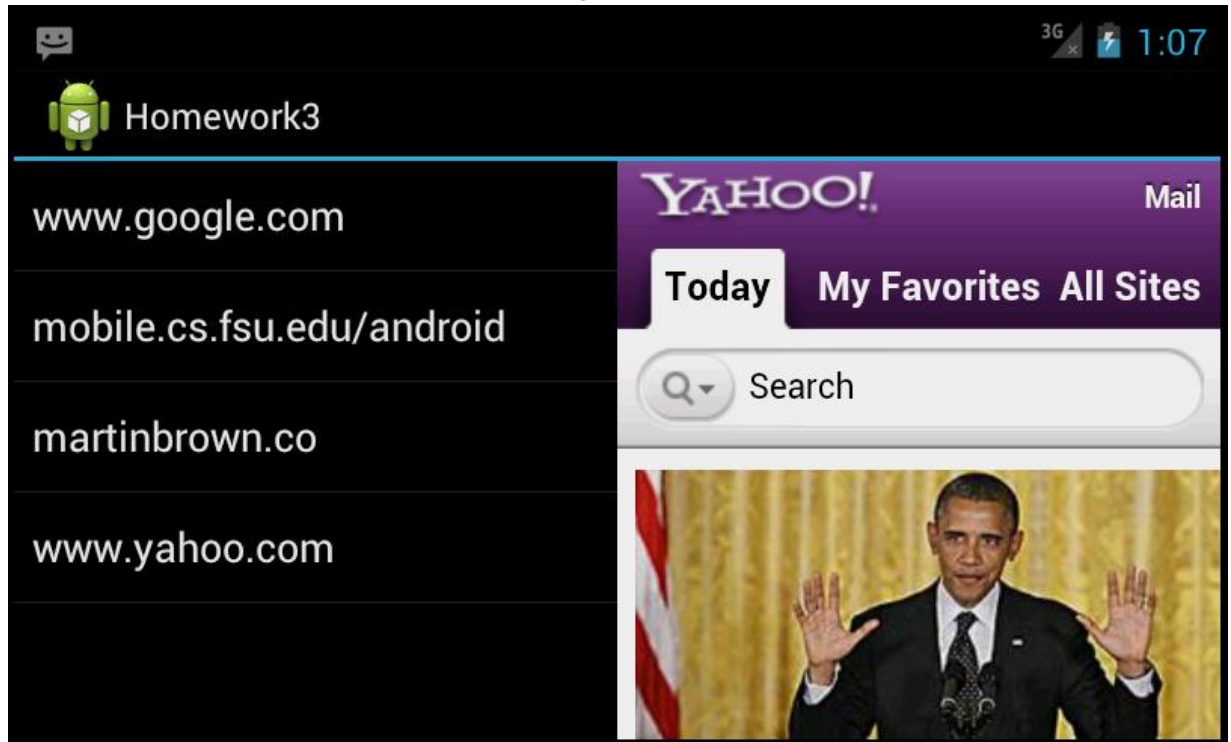 3G 1:07
Homework3
www.google.com
mobile.cs.fsu.edu/android
martinbrown.co
www.yahoo.com
YAHOO! Mail
Today My Favorites All Sites
Search